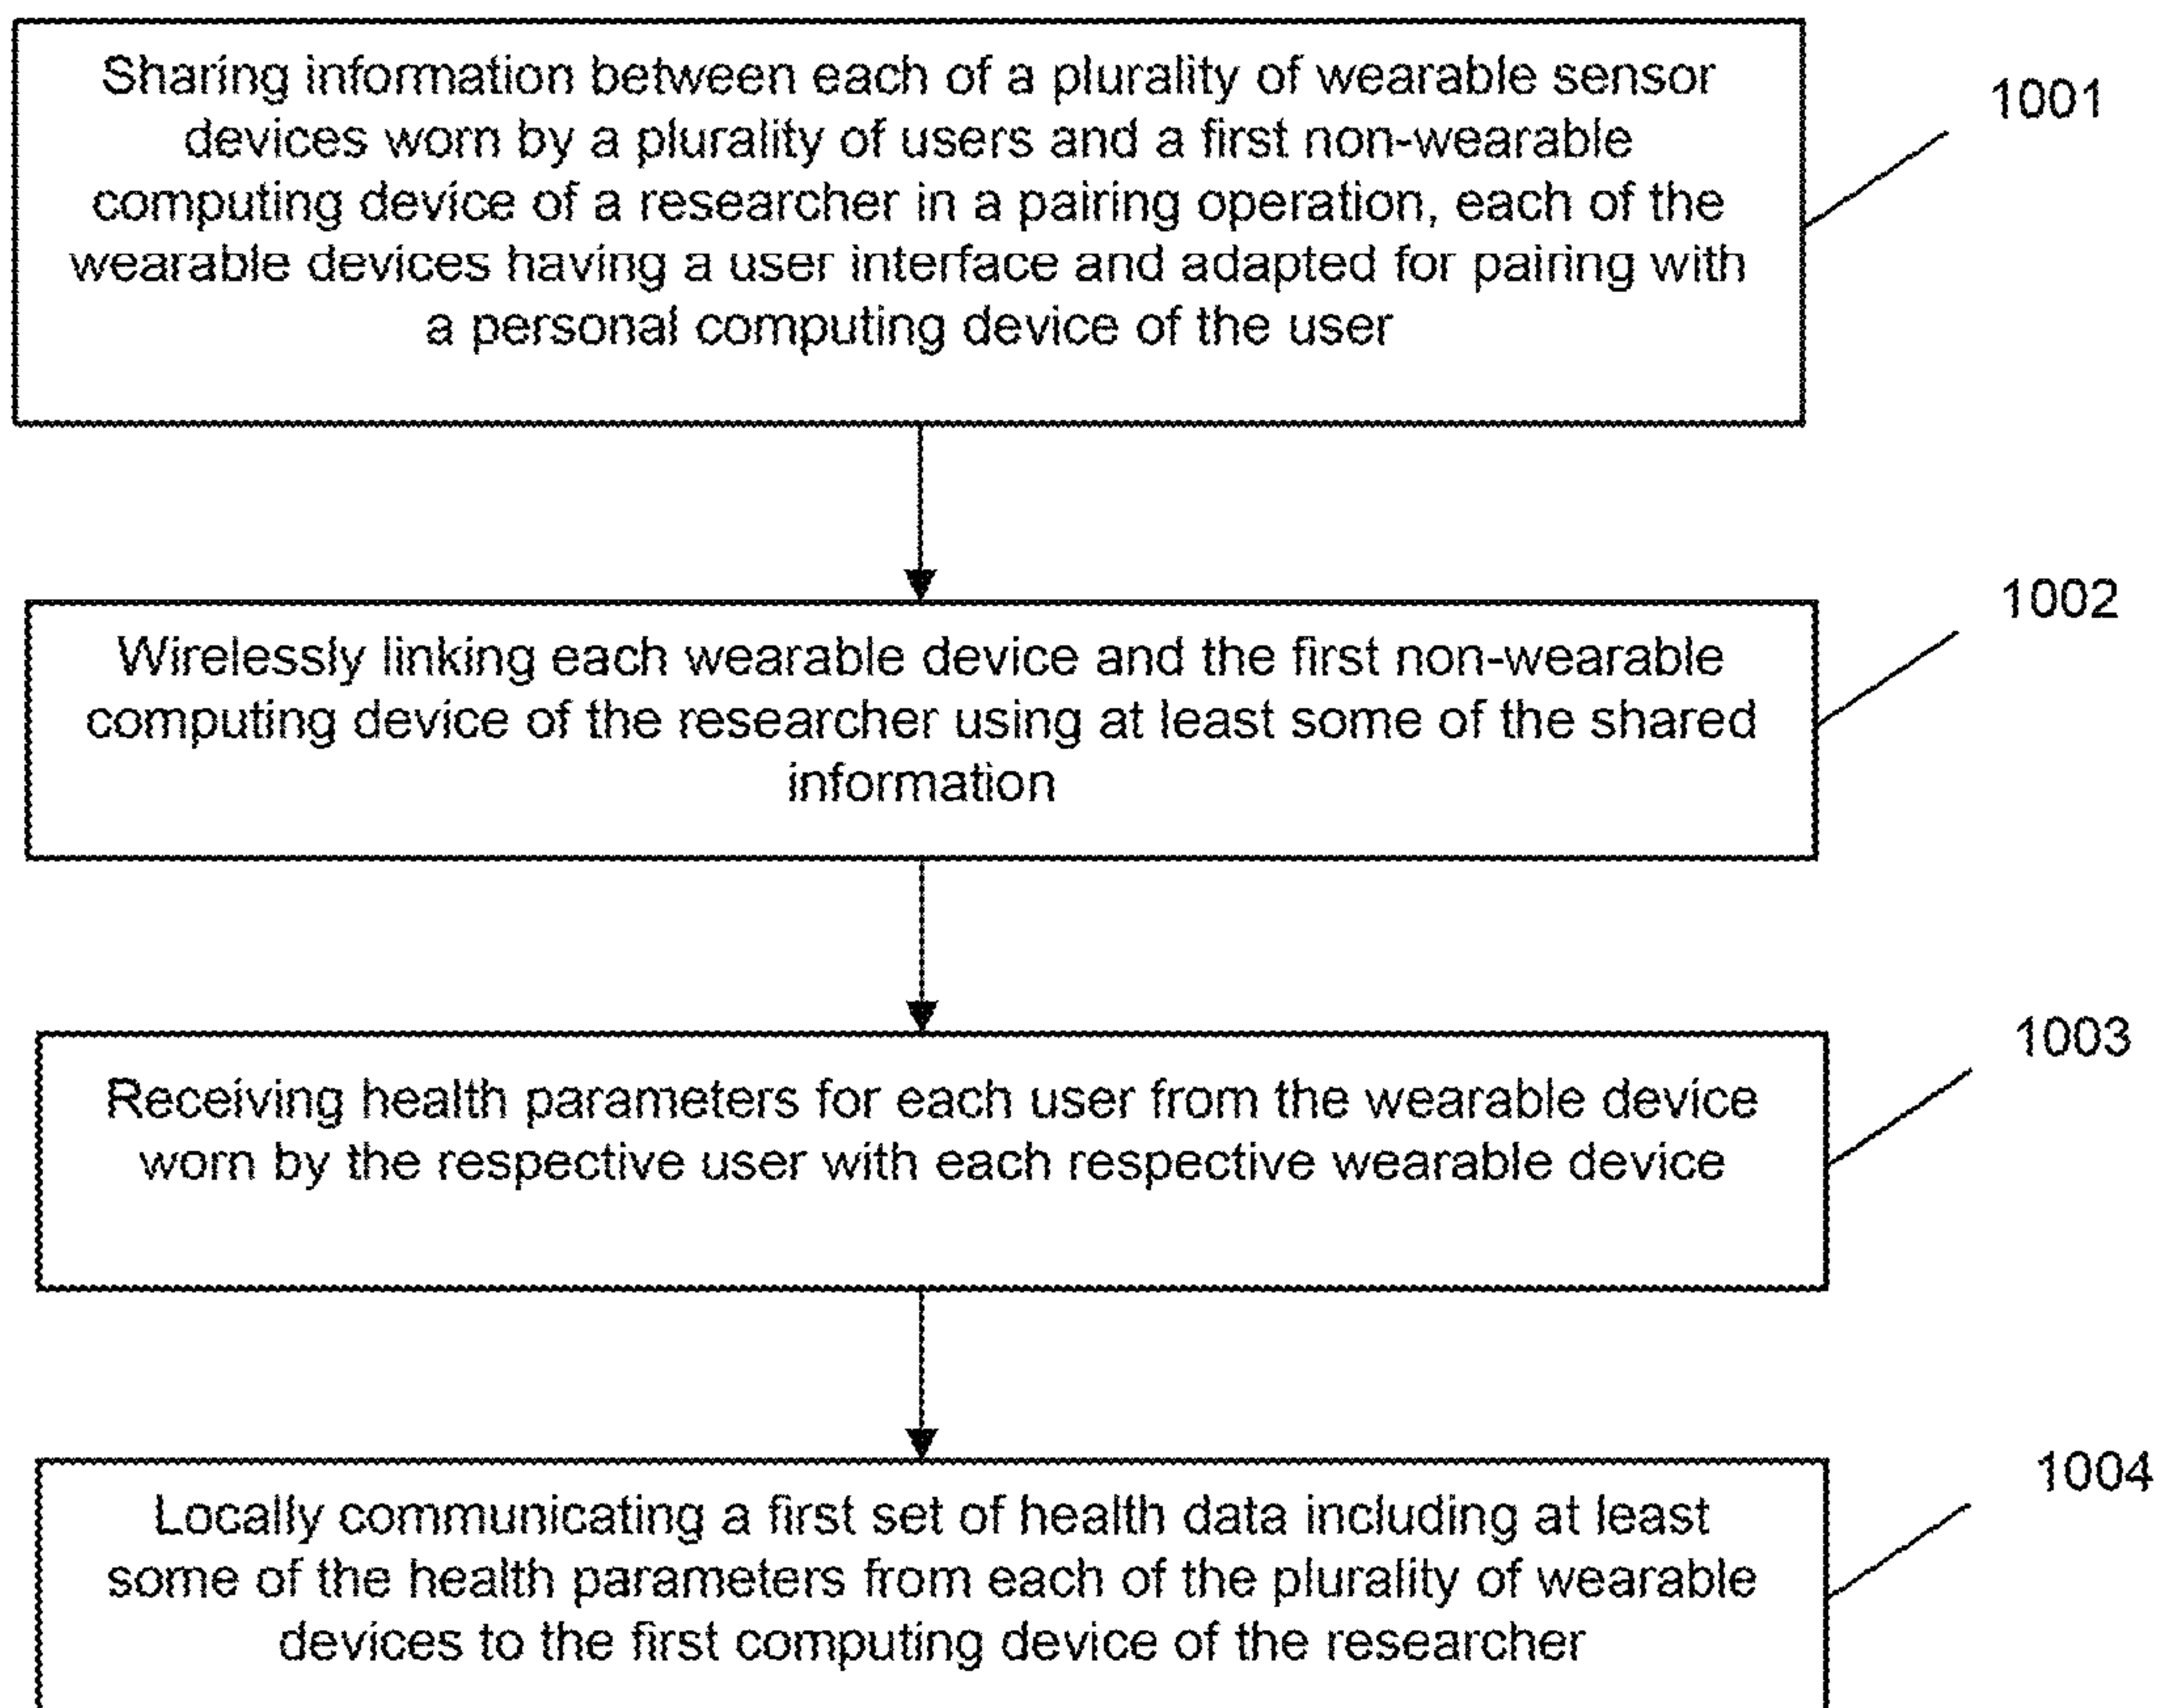 Sharing information between each of a plurality of wearable sensor
devices worn by a plurality of users and a first non-wearable
computing device of a researcher in a pairing operation, each of the
wearable devices having a user interface and adapted for pairing with
a personal computing device of the user
1001
Wirelessly linking each wearable device and the first non-wearable
computing device of the researcher using at least some of the shared
information
1002
Receiving health parameters for each user from the wearable device
worn by the respective user with each respective wearable device
1003
Locally communicating a first set of health data including at least
some of the health parameters from each of the plurality of wearable
devices to the first computing device of the researcher
1004